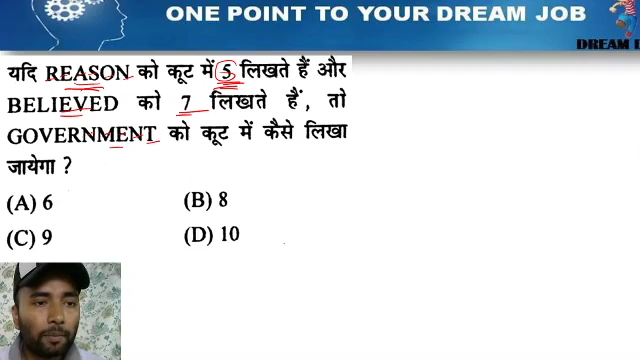 ONE POINT TO YOUR DREAM JOB
DREAM
यदि REASON को कूट में 5 लिखते हैं और
BELIEVED को 7 लिखते हैं, तो
GOVERNMENT को कूट में कैसे लिखा
जायेगा ?
(A) 6 (B) 8
(C) 9 (D) 10